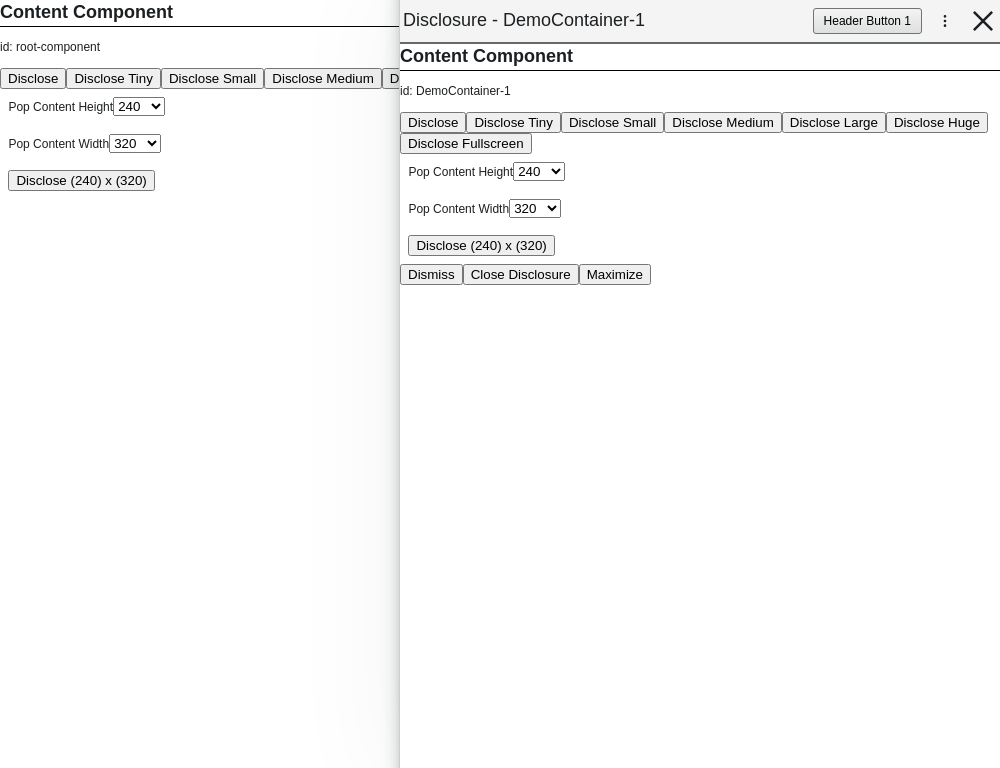 Content Component
id: root-component
Disclose Disclose Tiny Disclose Small Disclose Medium D
Pop Content Height 240
Pop Content Width 320
Disclose (240) x (320)
Disclosure - DemoContainer-1 Header Button 1
Content Component
id: DemoContainer-1
Disclose Disclose Tiny Disclose Small Disclose Medium Disclose Large Disclose Huge
Disclose Fullscreen
Pop Content Height 240
Pop Content Width 320
Disclose (240) x (320)
Dismiss Close Disclosure Maximize